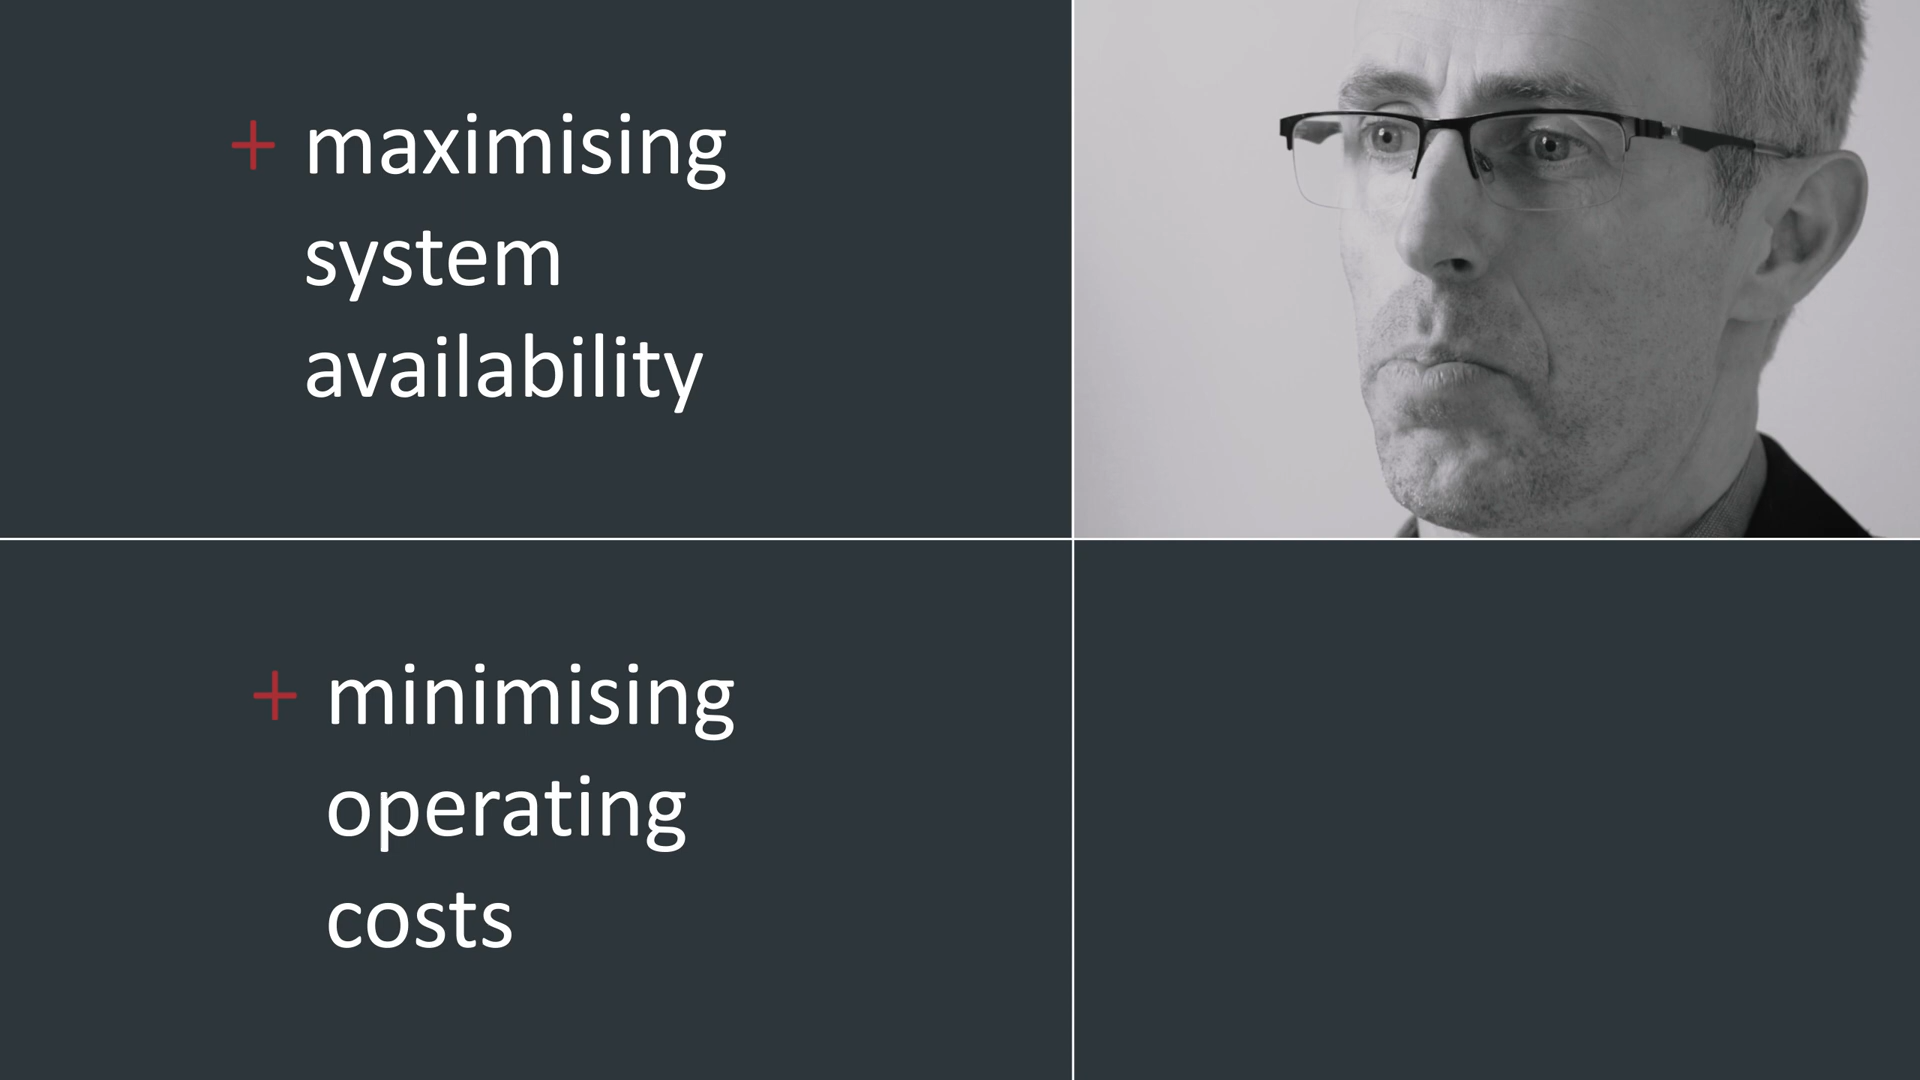 + maximising
system
availability
+ minimising
operating
costs